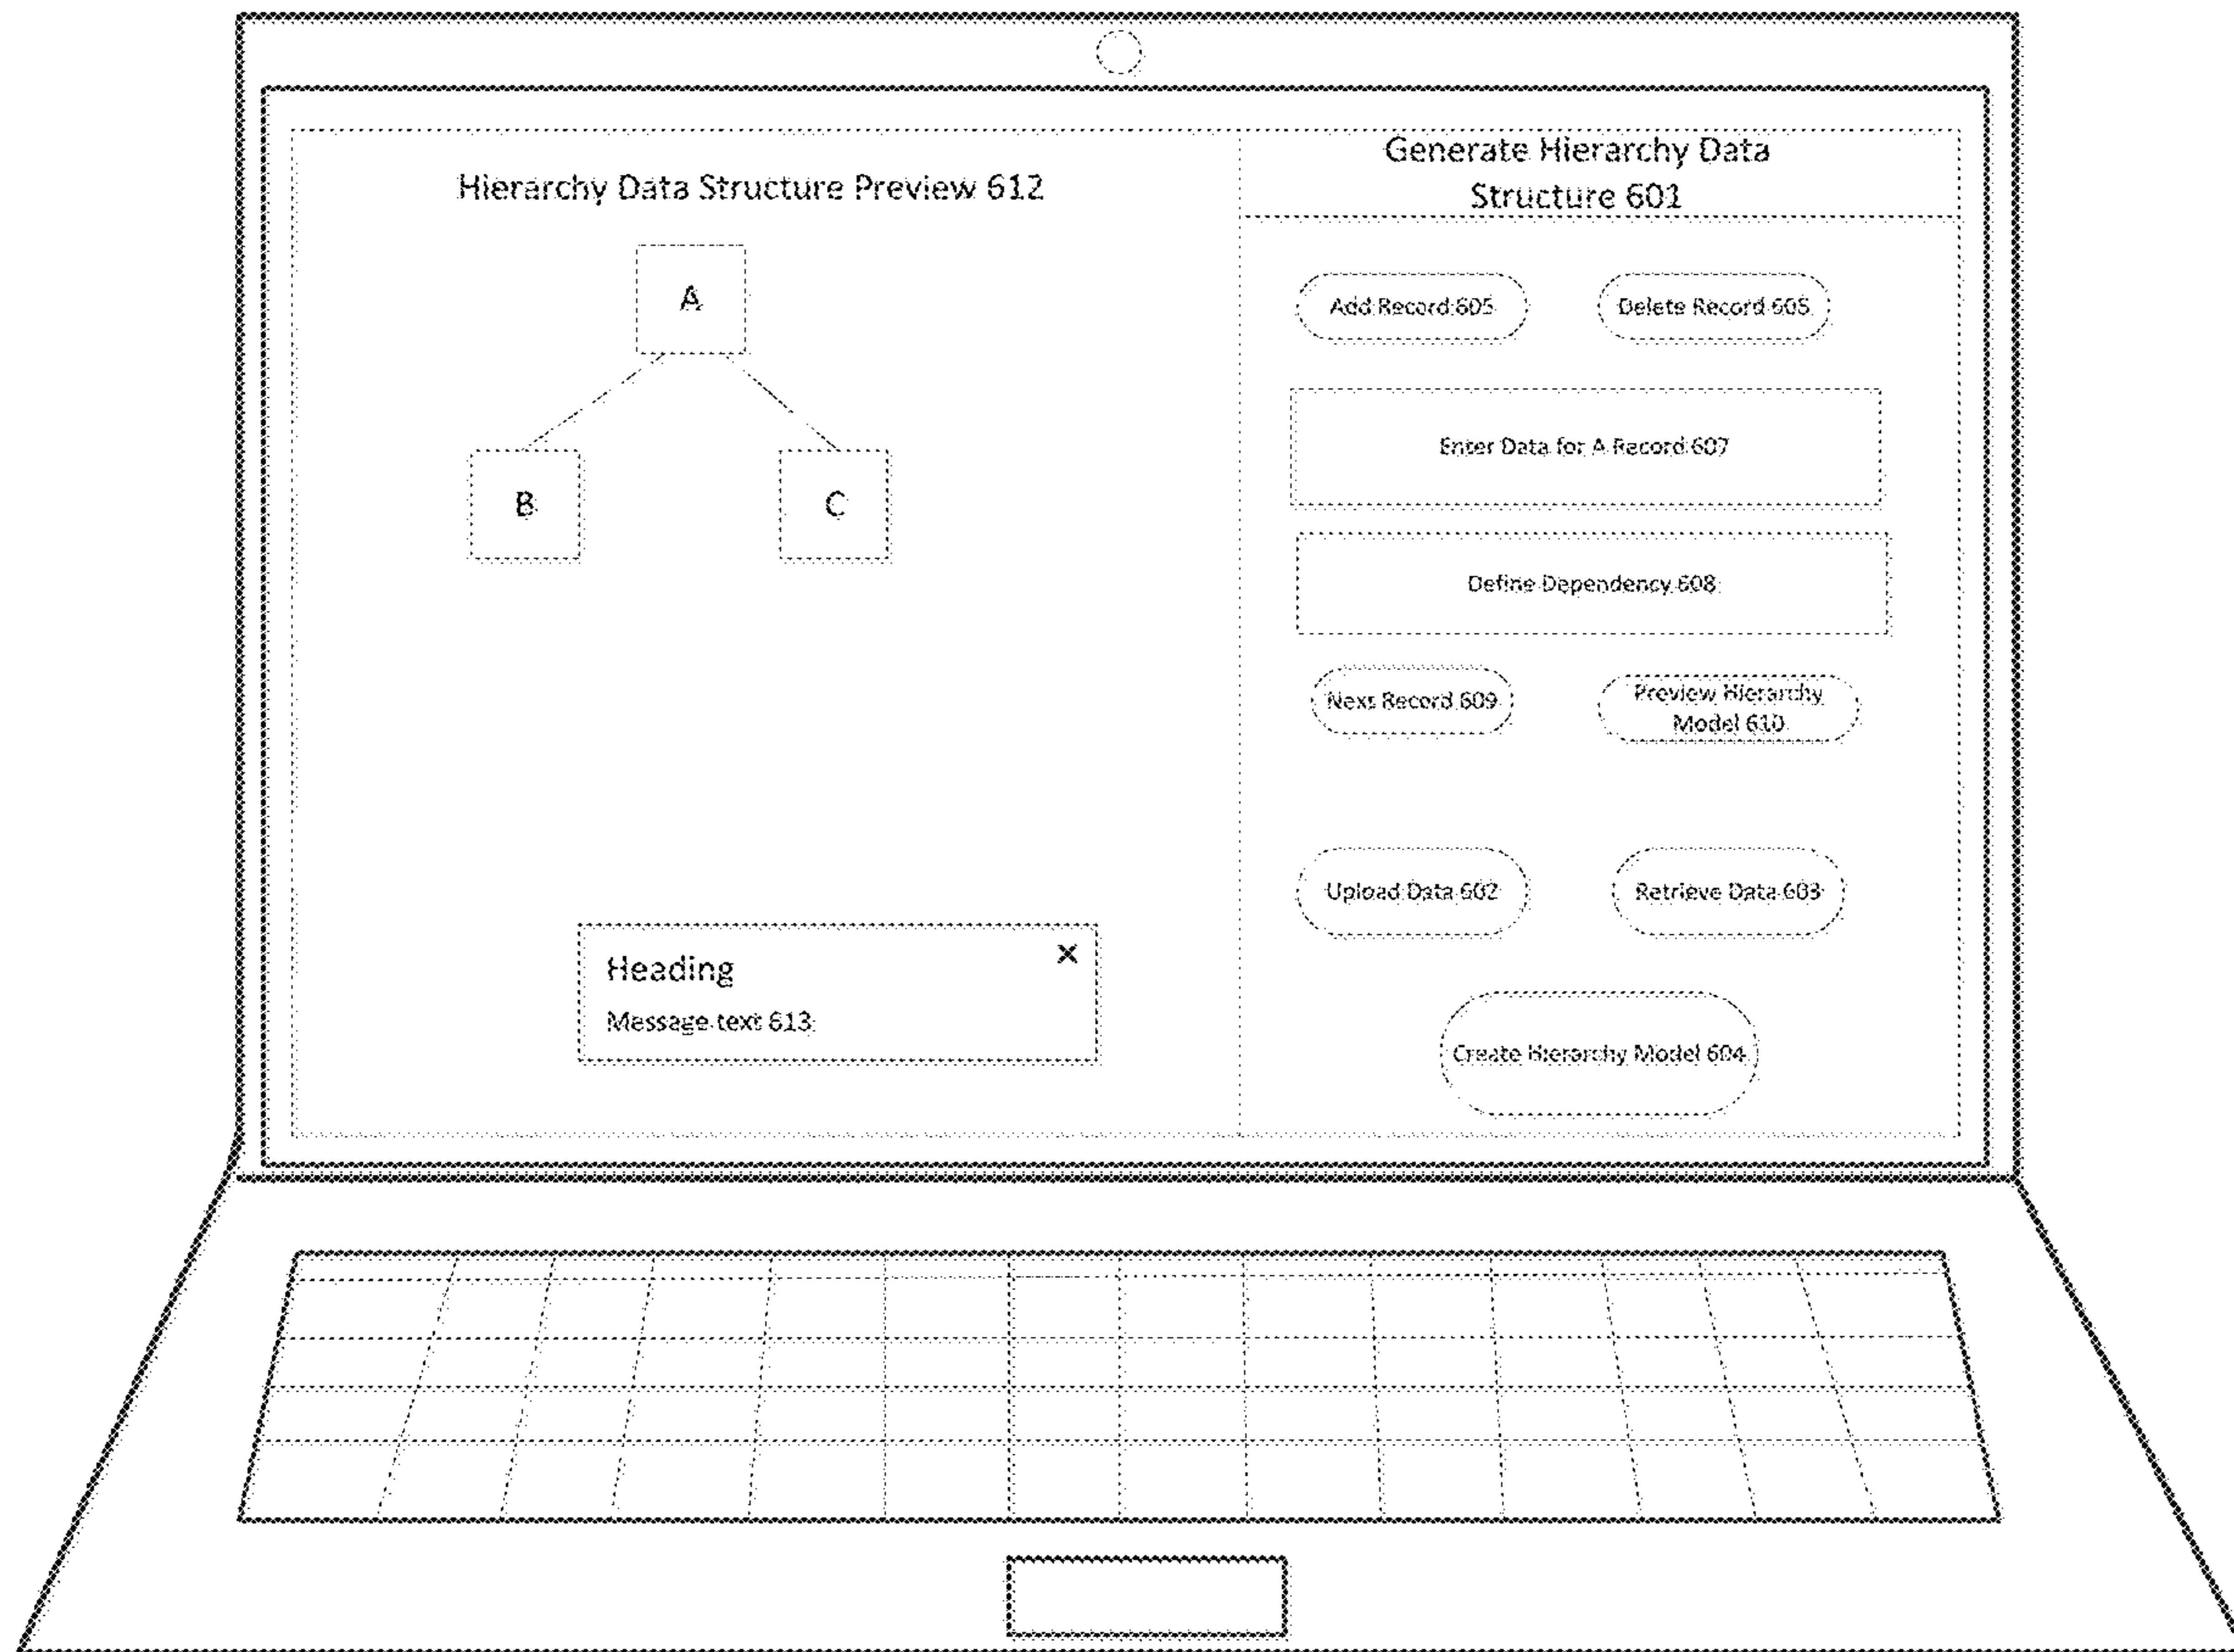 Hierarchy Data Structure Preview 612
A
B
C
Heading
×
Message text 613
Generate Hierarchy Data
Structure 601
Add Record 605
Delete Record 605
Enter Data for A Record 607
Define Dependency 608
Next Record 609
Preview Hierarchy
Model 610
Upload Data 602
Retrieve Data 603
Create Hierarchy Model 604